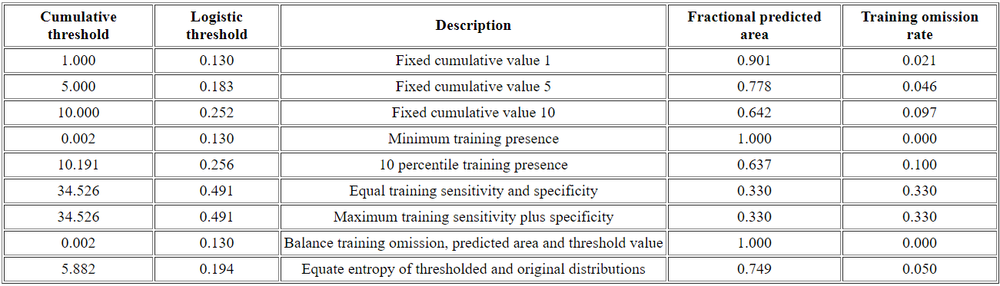 Cumulative threshold Logistic threshold Description Fractional predicted area Training omission rate
1.000 0.130 Fixed cumulative value 1 0.901 0.021
5.000 0.183 Fixed cumulative value 5 0.778 0.046
10.000 0.252 Fixed cumulative value 10 0.642 0.097
0.002 0.130 Minimum training presence 1.000 0.000
10.191 0.256 10 percentile training presence 0.637 0.100
34.526 0.491 Equal training sensitivity and specificity 0.330 0.330
34.526 0.491 Maximum training sensitivity plus specificity 0.330 0.330
0.002 0.130 Balance training omission, predicted area and threshold value 1.000 0.000
5.882 0.194 Equate entropy of thresholded and original distributions 0.749 0.050